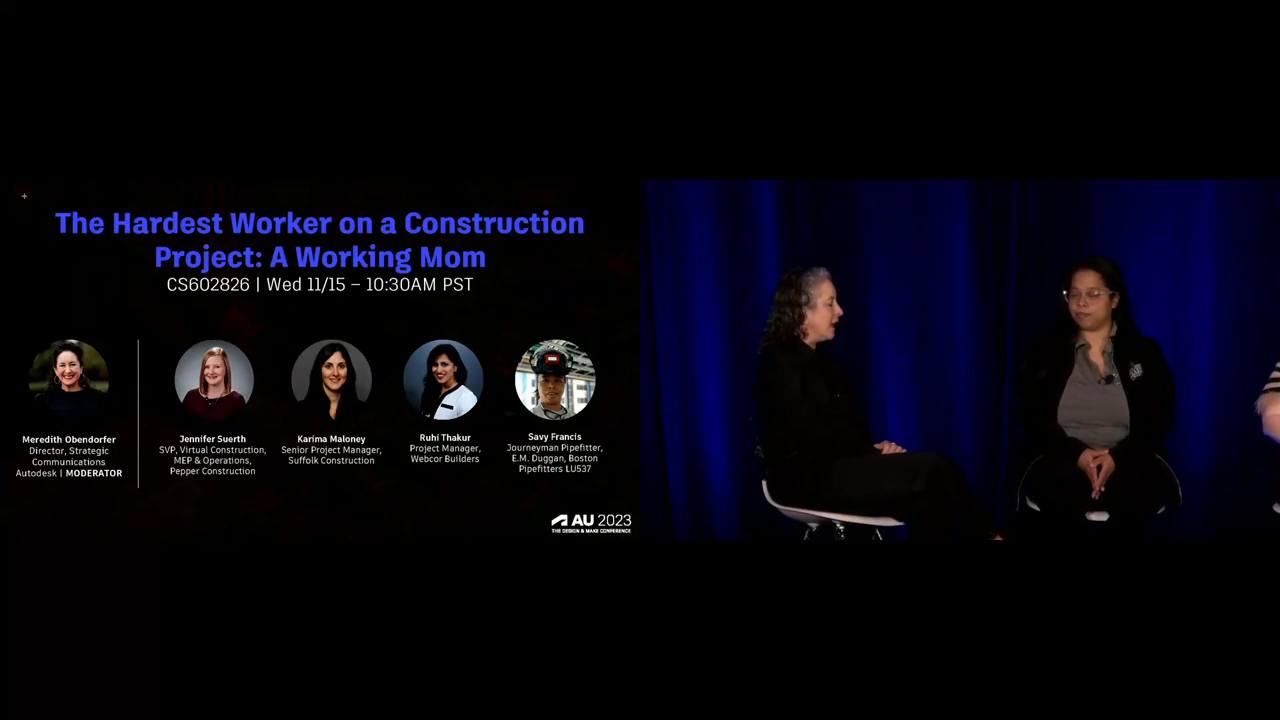 The Hardest Worker on a Construction
Project: A Working Mom
CS602826 | Wed 11/15 – 10:30AM PST
Meredith Obendorfer
Director, Strategic
Communications
Autodesk | MODERATOR
Jennifer Suerth
SVP, Virtual Construction,
MEP & Operations,
Pepper Construction
Karima Maloney
Senior Project Manager,
Suffolk Construction
Ruhi Thakur
Project Manager,
Webcor Builders
Savy Francis
Journeyman Pipefitter,
E.M. Duggan, Boston
Pipefitters LU537
AU 2023
THE DESIGN & MAKE CONFERENCE